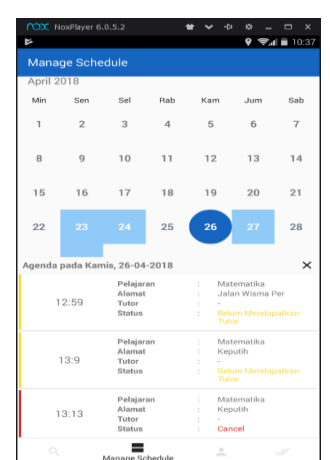 nox NoxPlayer 6.0.5.2
10:37
Manage Schedule
April 2018
Min Sen Sel Rab Kam Jum Sab
1 2 3 4 5 6 7
8 9 10 11 12 13 14
15 16 17 18 19 20 21
22 23 24 25 26 27 28
Agenda pada Kamis, 26-04-2018
12:59
Pelajaran : Matematika
Alamat : Jalan Wisma Per
Tutor : -
Status : Belum Mendapatkan
Tutor
13:9
Pelajaran : Matematika
Alamat : Keputih
Tutor : -
Status : Belum Mendapatkan
Tutor
13:13
Pelajaran : Matematika
Alamat : Keputih
Tutor : -
Status : Cancel
Manage Schedule